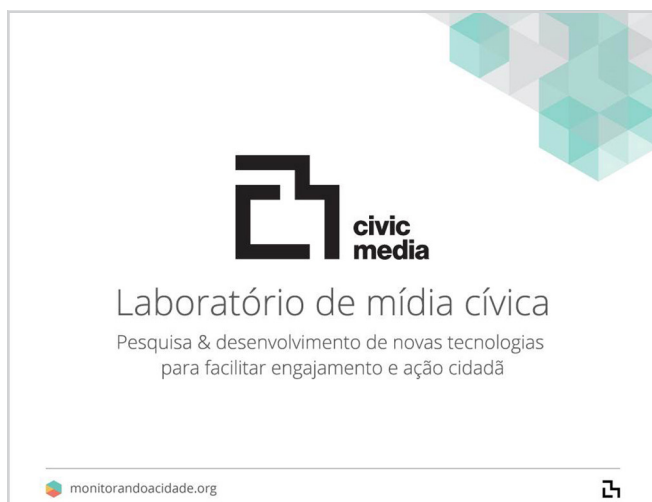 civic
media
Laboratório de mídia cívica
Pesquisa & desenvolvimento de novas tecnologias
para facilitar engajamento e ação cidadã
monitorandoacidade.org